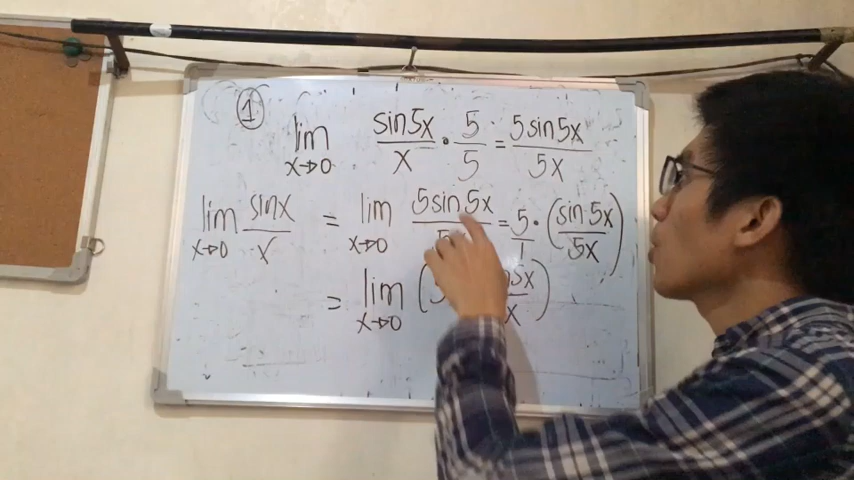 ①
lim x→0 sin5x/x · 5/5 = 5sin5x/5x
lim x→0 sinx/x = lim x→0 5sin5x/5x = 5/1 · (sin5x/5x)
= lim x→0 ( 5x/x )